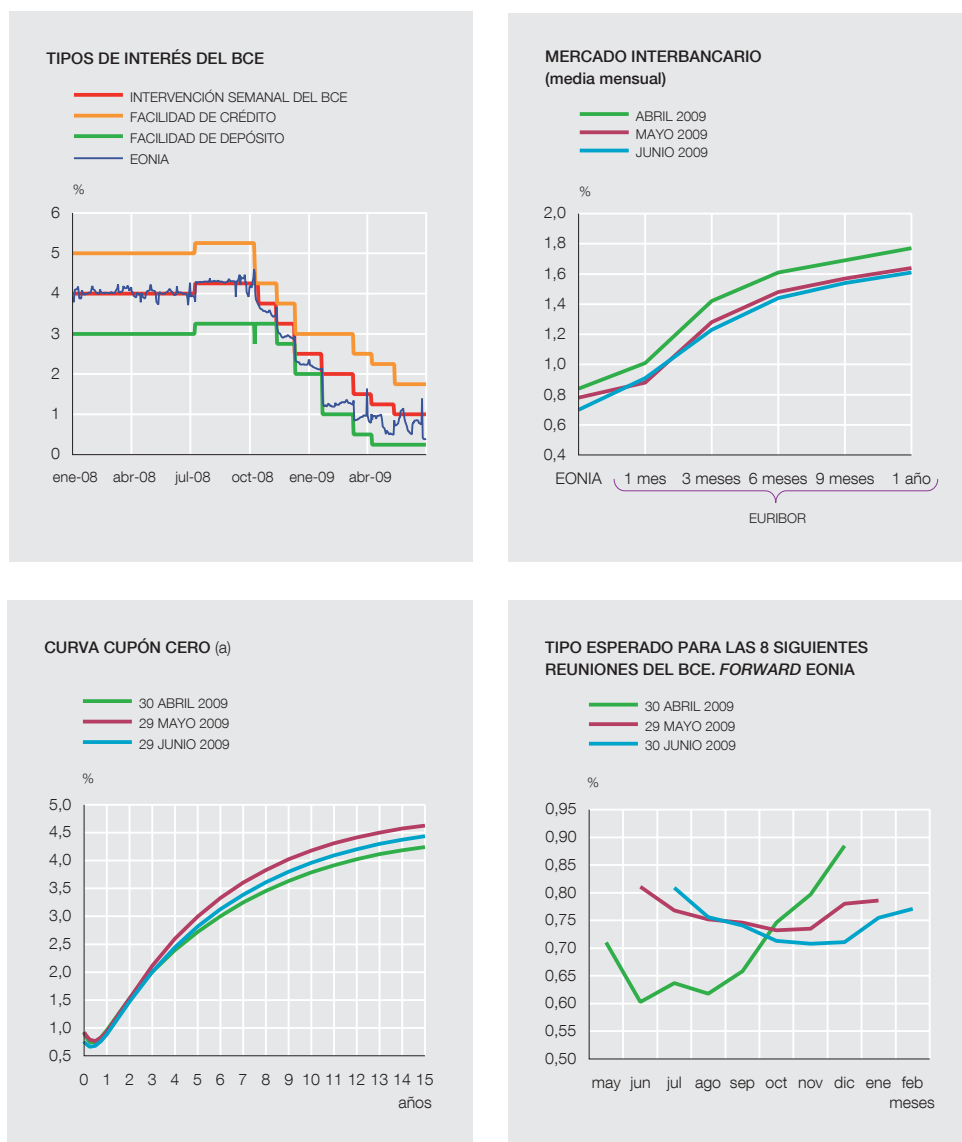 TIPOS DE INTERÉS DEL BCE
INTERVENCIÓN SEMANAL DEL BCE
FACILIDAD DE CRÉDITO
FACILIDAD DE DEPÓSITO
EONIA
%
6
5
4
3
2
1
0
ene-08 abr-08 jul-08 oct-08 ene-09 abr-09
MERCADO INTERBANCARIO
(media mensual)
ABRIL 2009
MAYO 2009
JUNIO 2009
%
2,0
1,8
1,6
1,4
1,2
1,0
0,8
0,6
0,4
EONIA 1 mes 3 meses 6 meses 9 meses 1 año
EURIBOR
CURVA CUPÓN CERO (a)
30 ABRIL 2009
29 MAYO 2009
29 JUNIO 2009
%
5,0
4,5
4,0
3,5
3,0
2,5
2,0
1,5
1,0
0,5
0 1 2 3 4 5 6 7 8 9 10 11 12 13 14 15
años
TIPO ESPERADO PARA LAS 8 SIGUIENTES
REUNIONES DEL BCE. FORWARD EONIA
30 ABRIL 2009
29 MAYO 2009
30 JUNIO 2009
%
0,95
0,90
0,85
0,80
0,75
0,70
0,65
0,60
0,55
0,50
may jun jul ago sep oct nov dic ene feb
meses